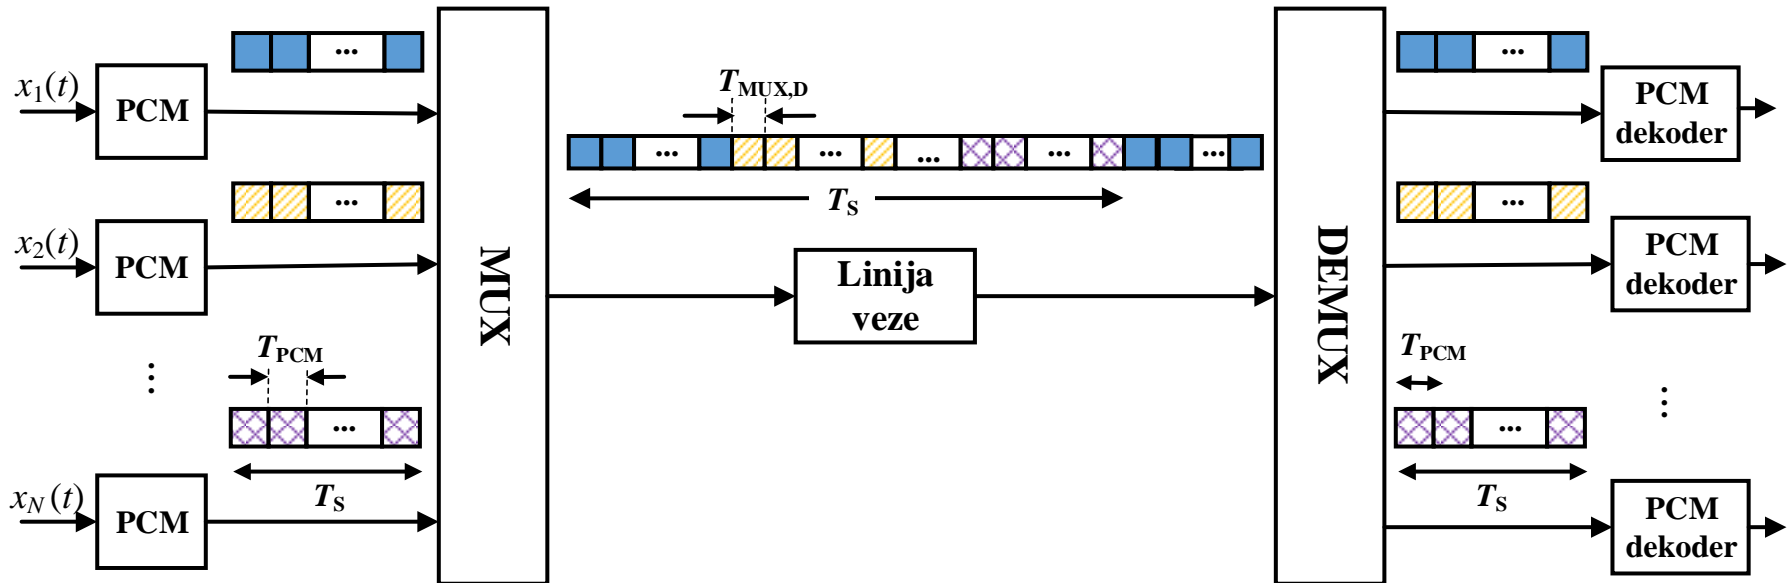 x1(t)
PCM
...
x2(t)
PCM
...
⋮
TPCM
...
TS
xN(t)
PCM
MUX
TMUX,D
... ... ... ... ...
TS
Linija
veze
DEMUX
...
PCM
dekoder
...
PCM
dekoder
TPCM
⋮
...
TS
PCM
dekoder